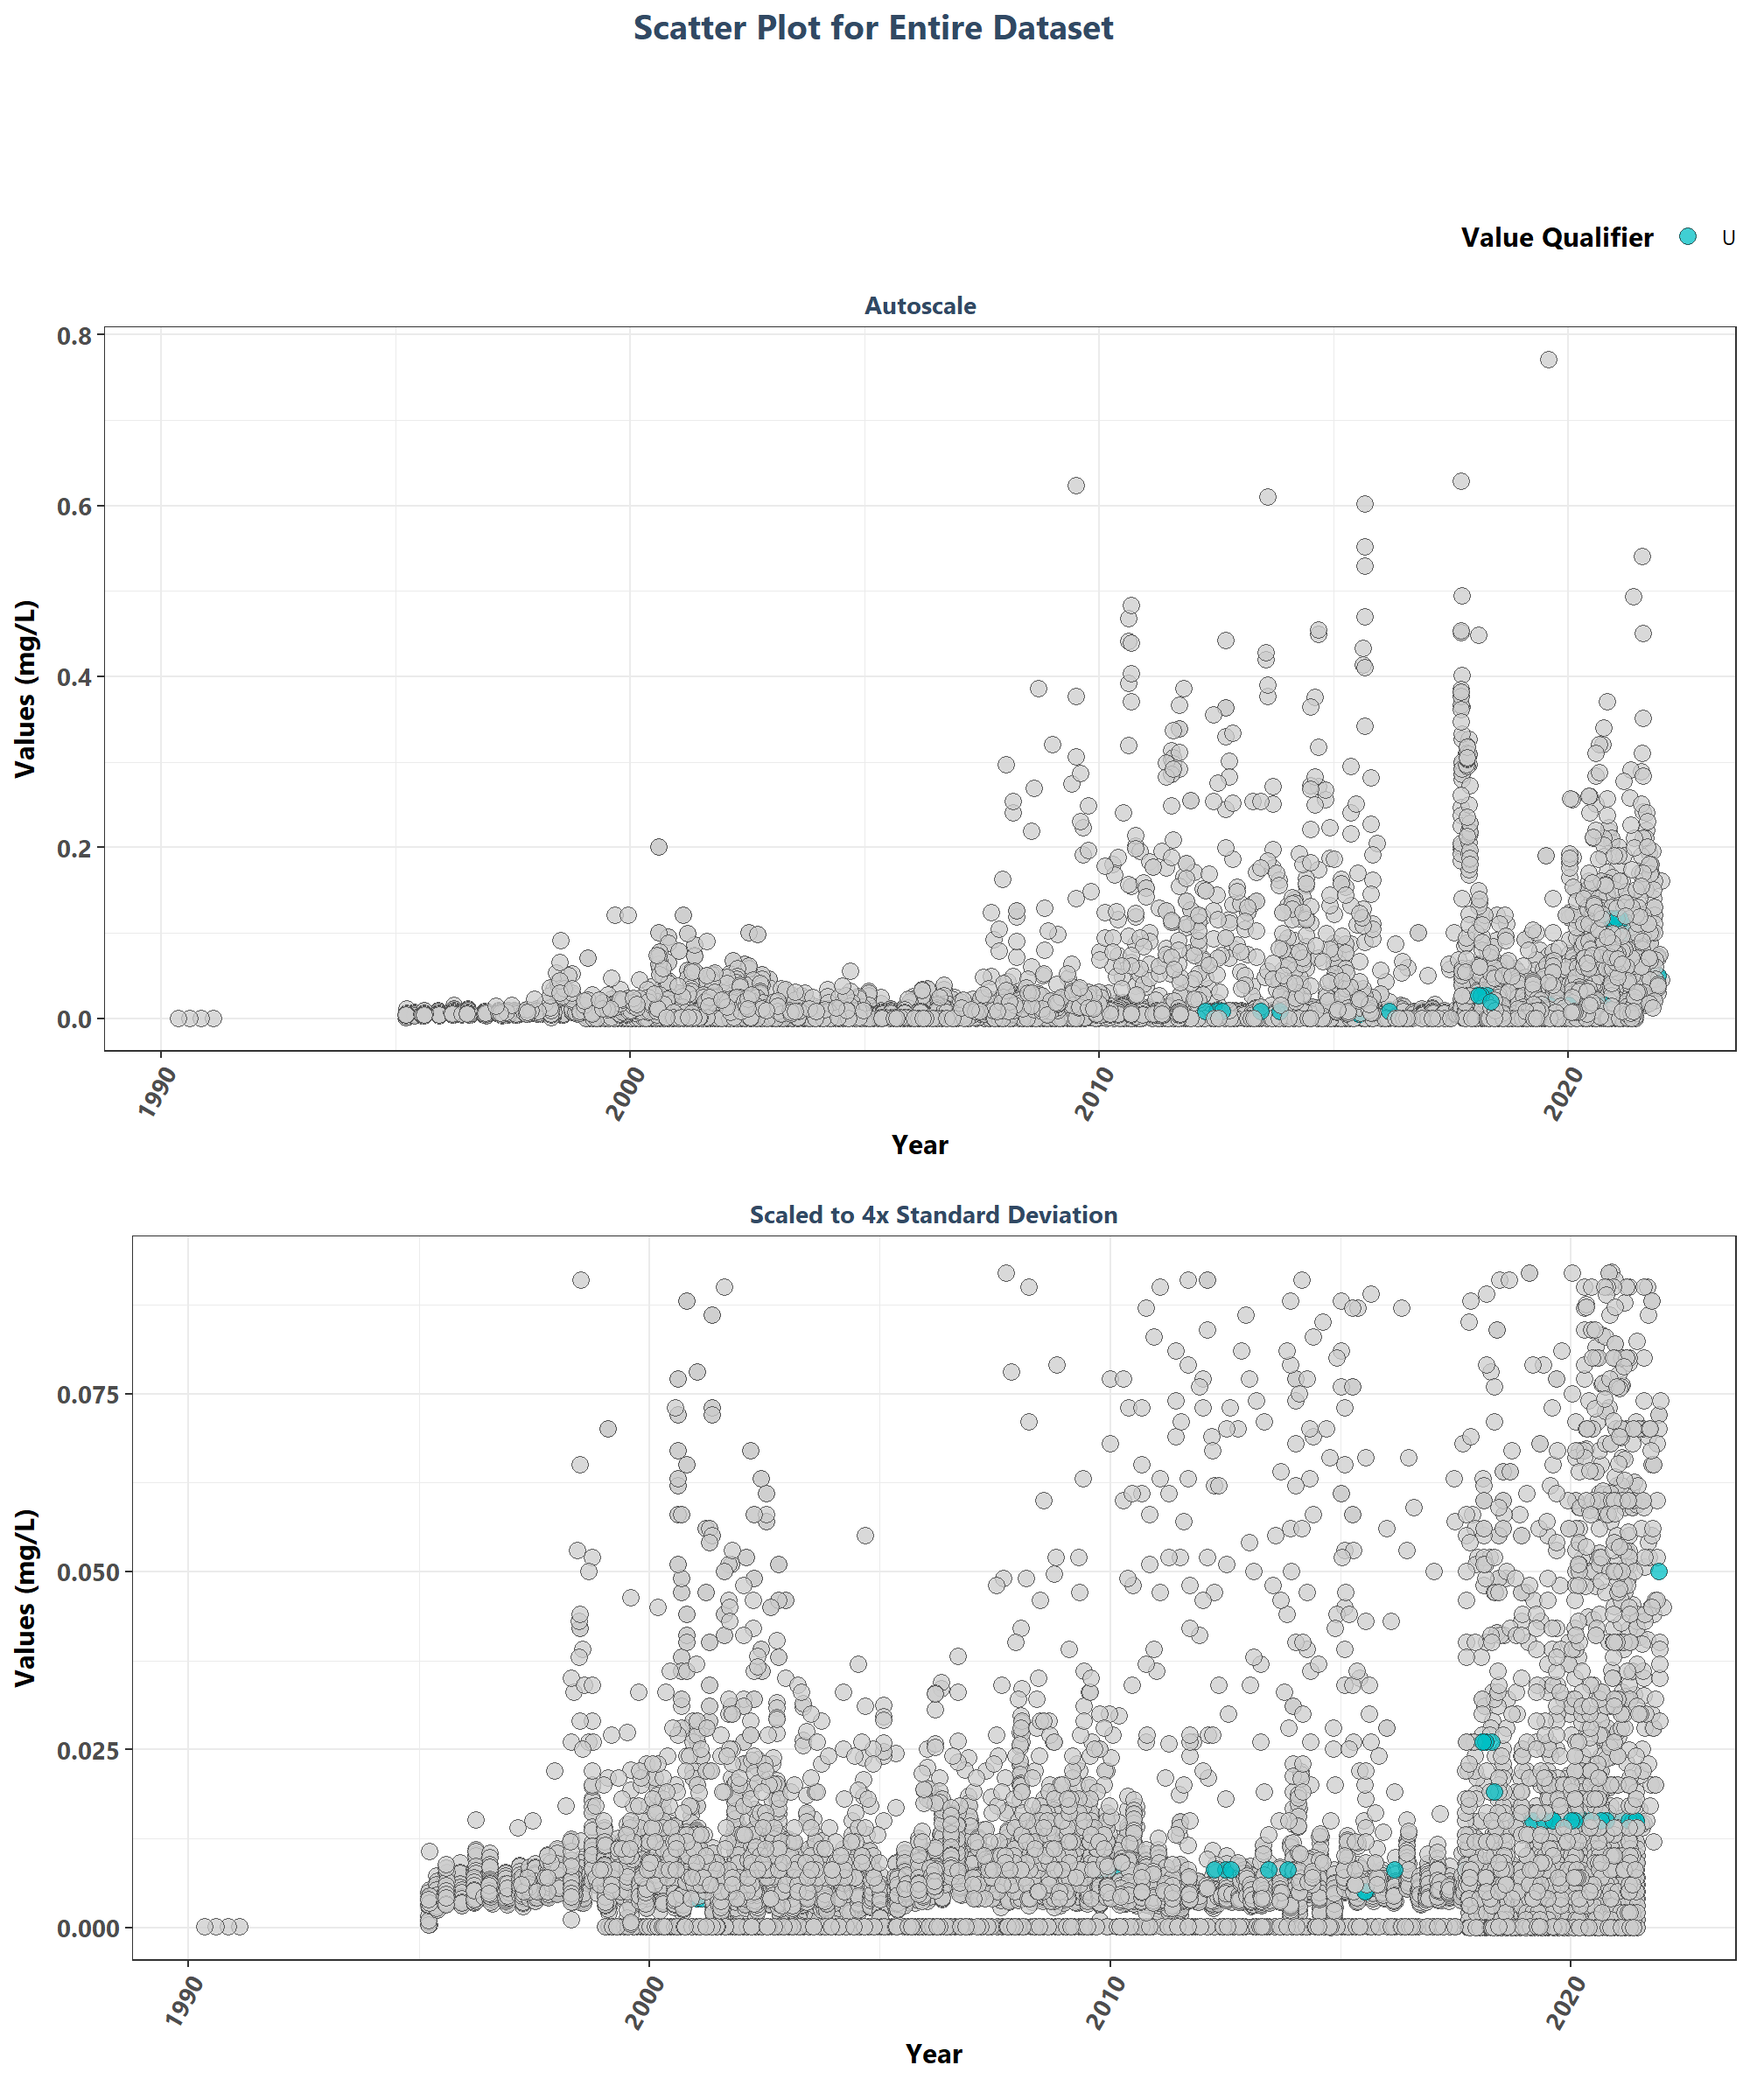 Scatter Plot for Entire Dataset
Value Qualifier U
Autoscale
0.8
0.6
0.4
0.2
0.0
Values (mg/L)
1990 2000 2010 2020
Year
Scaled to 4x Standard Deviation
0.075
0.050
0.025
0.000
Values (mg/L)
1990 2000 2010 2020
Year